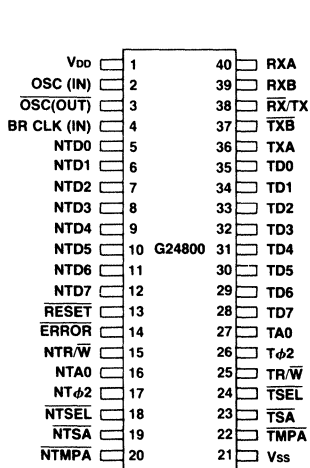 VDD 1 40 RXA
OSC (IN) 2 39 RXB
OSC(OUT) 3 38 RX/TX
BR CLK (IN) 4 37 TXB
NTD0 5 36 TXA
NTD1 6 35 TD0
NTD2 7 34 TD1
NTD3 8 33 TD2
NTD4 9 32 TD3
NTD5 10 G24800 31 TD4
NTD6 11 30 TD5
NTD7 12 29 TD6
RESET 13 28 TD7
ERROR 14 27 TA0
NTR/W 15 26 Tϕ2
NTA0 16 25 TR/W
NTϕ2 17 24 TSEL
NTSEL 18 23 TSA
NTSA 19 22 TMPA
NTMPA 20 21 VSS